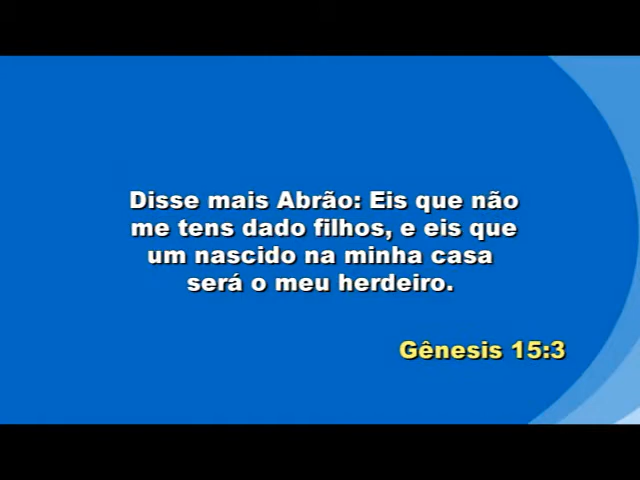 Disse mais Abrão: Eis que não
me tens dado filhos, e eis que
um nascido na minha casa
será o meu herdeiro.
Gênesis 15:3